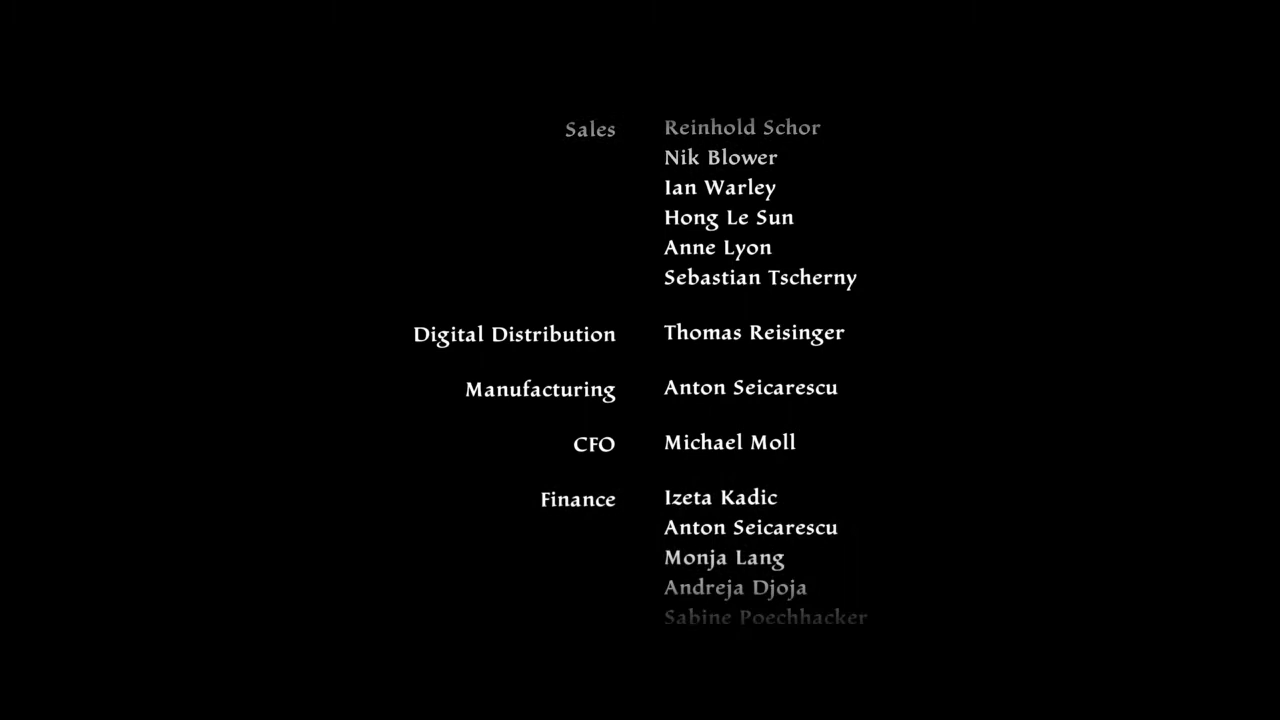 Sales Reinhold Schor
Nik Blower
Ian Warley
Hong Le Sun
Anne Lyon
Sebastian Tscherny
Digital Distribution Thomas Reisinger
Manufacturing Anton Seicarescu
CFO Michael Moll
Finance Izeta Kadic
Anton Seicarescu
Monja Lang
Andreja Djoja
Sabine Poechhacker